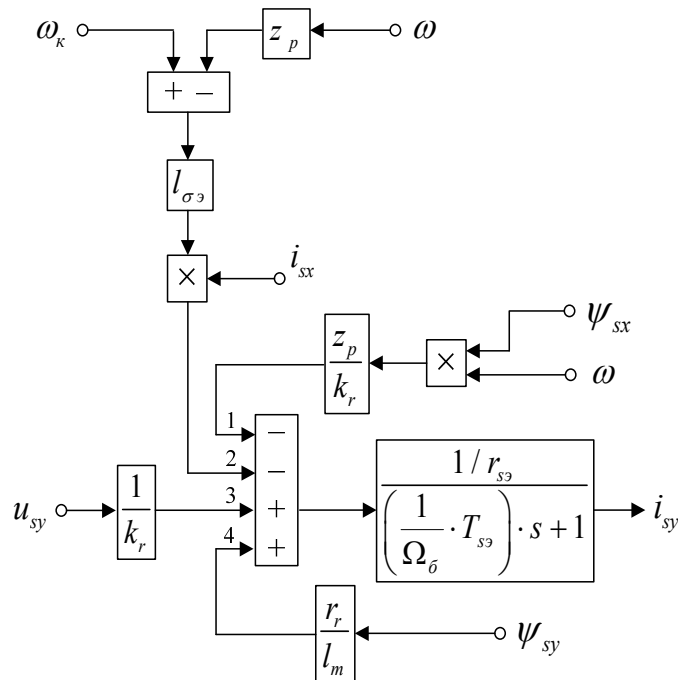 ω_к z_p ω
+ −
l_σэ
× i_sx
ψ_sx
z_p / k_r
×
ω
1 −
2 −
3 +
4 +
u_sy
1 / k_r
1 / r_sэ
(1 / Ω_б · T_sэ) · s + 1
i_sy
r_r / l_m
ψ_sy